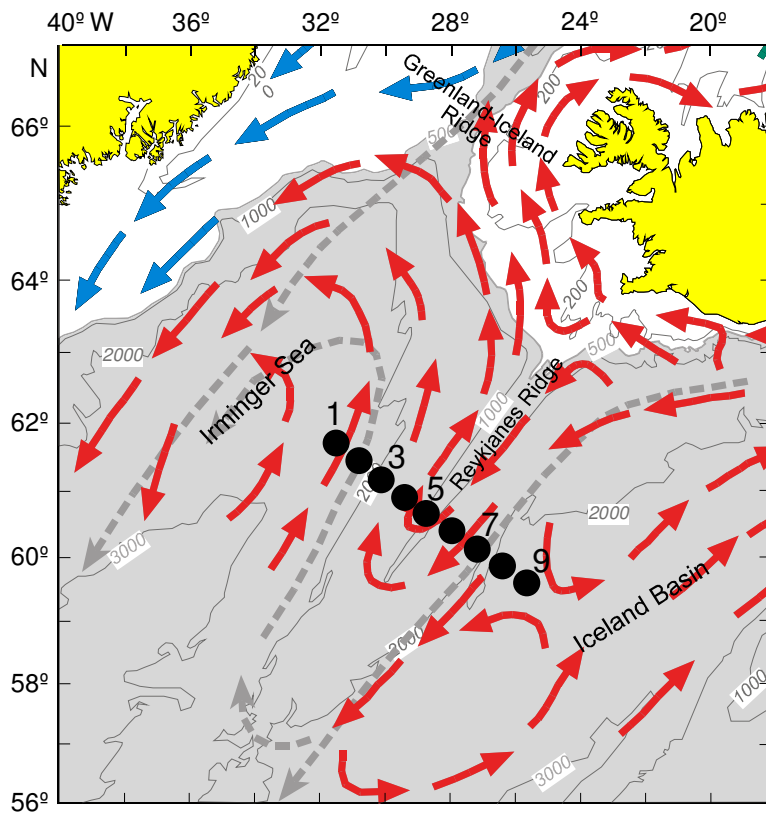 40º W 36º 32º 28º 24º 20º
N
66º
64º
62º
60º
58º
56º
20
0
Greenland-Iceland
Ridge
200
500
1000
200
500
2000
Irminger Sea
1000
Reykjanes Ridge
1
3
5
7
9
2000
3000
2000
Iceland Basin
3000
1000
3000